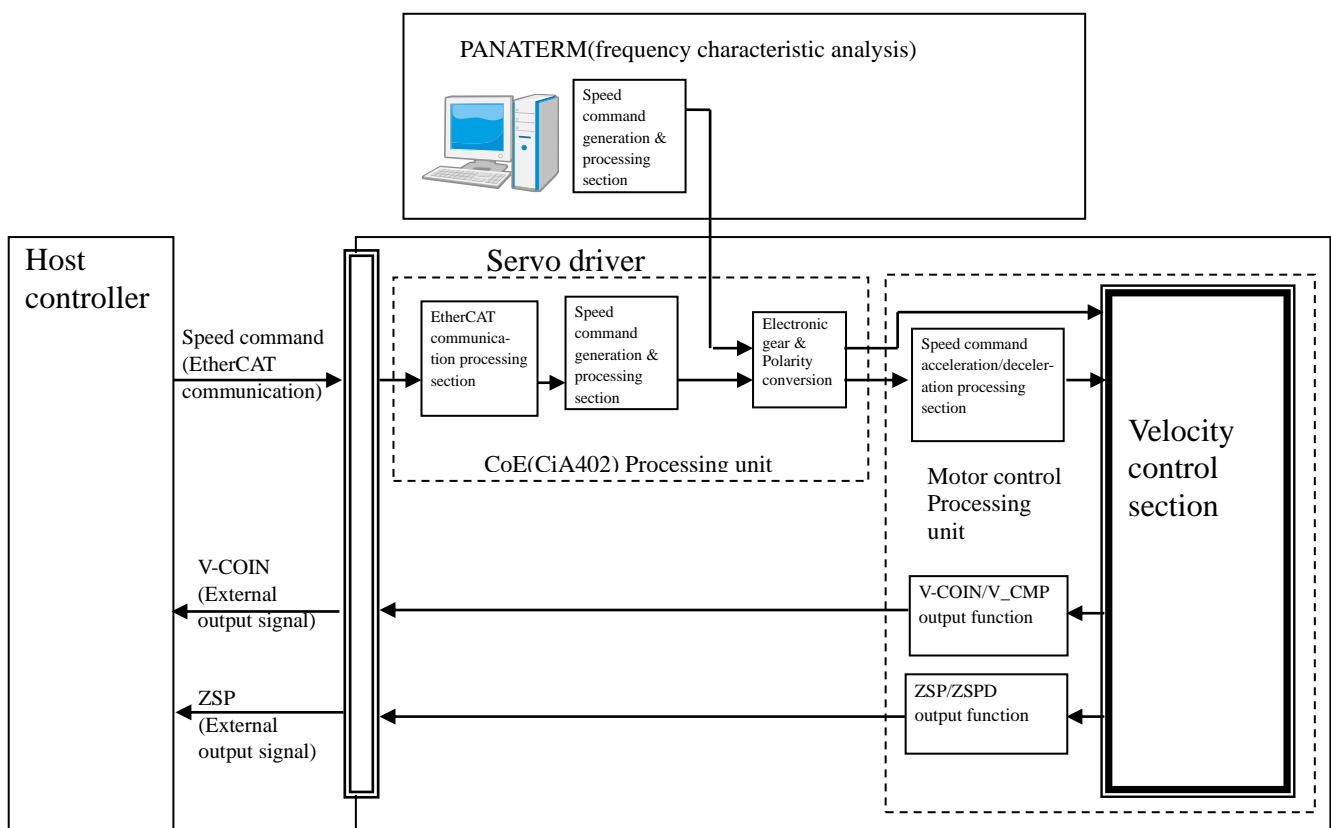 PANATERM(frequency characteristic analysis)
Speed
command
generation &
processing
section
Host
controller
Servo driver
Speed command
(EtherCAT
communication)
EtherCAT
communica-
tion processing
section
Speed
command
generation &
processing
section
Electronic
gear &
Polarity
conversion
Speed command
acceleration/deceler-
ation processing
section
Velocity
control
section
CoE(CiA402) Processing unit
Motor control
Processing
unit
V-COIN
(External
output signal)
V-COIN/V_CMP
output function
ZSP
(External
output signal)
ZSP/ZSPD
output function